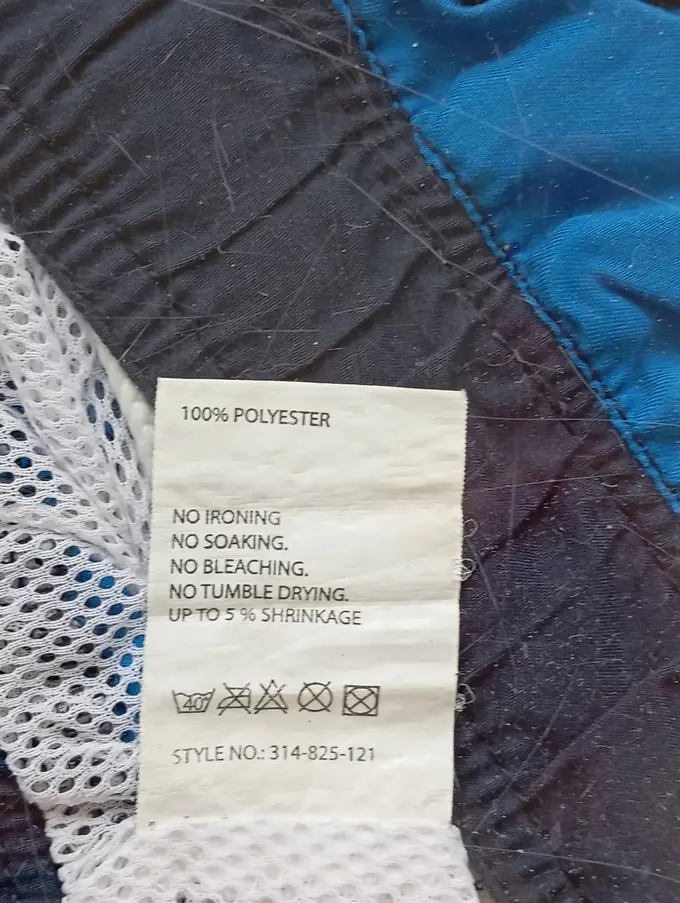 100% POLYESTER
NO IRONING
NO SOAKING.
NO BLEACHING.
NO TUMBLE DRYING.
UP TO 5 % SHRINKAGE
40°
STYLE NO.: 314-825-121